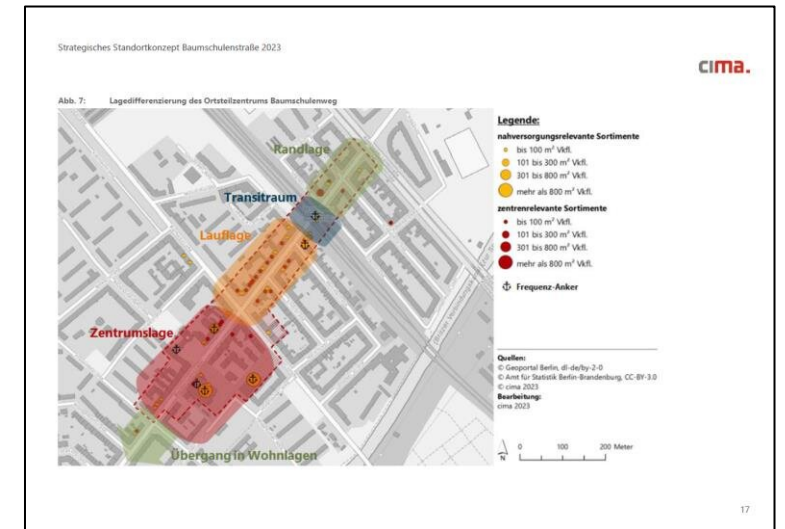 Strategisches Standortkonzept Baumschulenstraße 2023
cima.
Abb. 7: Lagedifferenzierung des Ortsteilzentrums Baumschulenweg
Randlage
Transitraum
Lauflage
Zentrumslage
Übergang in Wohnlagen
Legende:
nahversorgungsrelevante Sortimente
bis 100 m² Vkfl.
101 bis 300 m² Vkfl.
301 bis 800 m² Vkfl.
mehr als 800 m² Vkfl.
zentrenrelevante Sortimente
bis 100 m² Vkfl.
101 bis 300 m² Vkfl.
301 bis 800 m² Vkfl.
mehr als 800 m² Vkfl.
Frequenz-Anker
Quellen:
© Geoportal Berlin, dl-de/by-2-0
© Amt für Statistik Berlin-Brandenburg, CC-BY-3.0
© cima 2023
Bearbeitung:
cima 2023
N
0 100 200 Meter
17